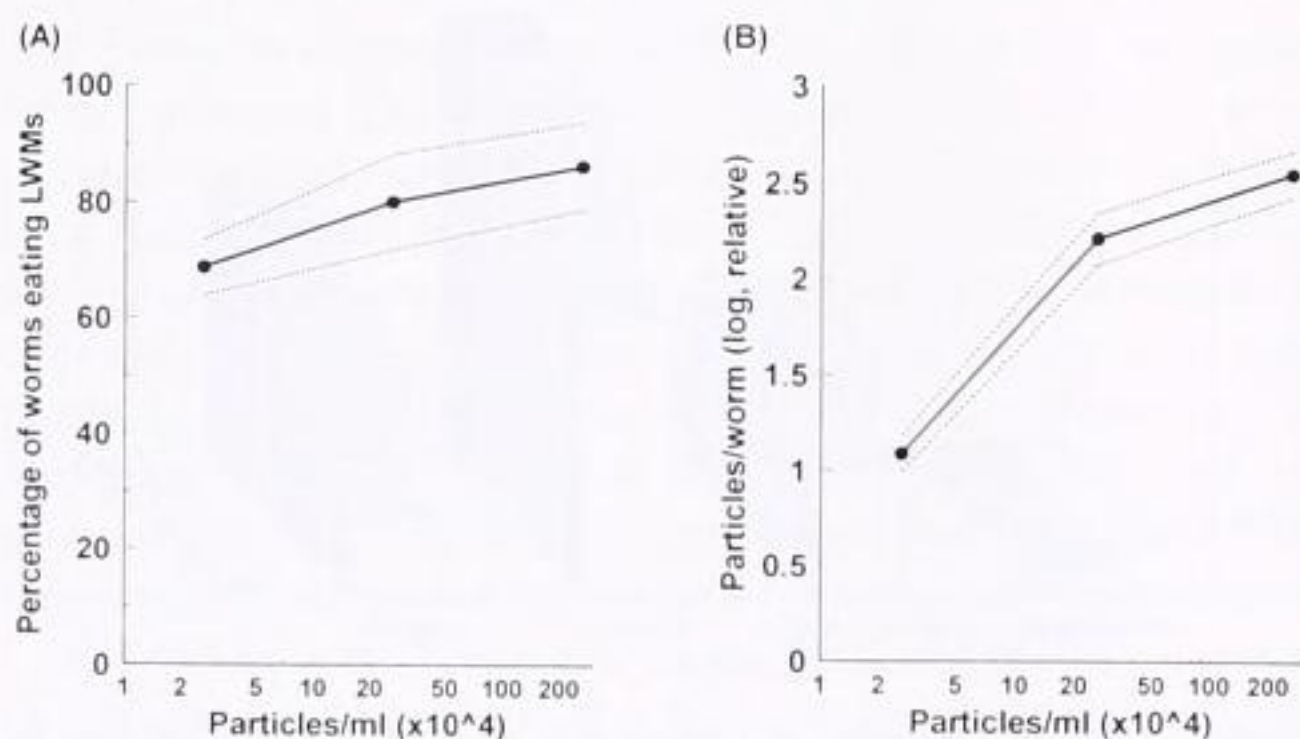 (A)
Percentage of worms eating LWMs
100
80
60
40
20
0
1 2 5 10 20 50 100 200
Particles/ml (x10^4)
(B)
Particles/worm (log, relative)
3
2.5
2
1.5
1
0.5
0
1 2 5 10 20 50 100 200
Particles/ml (x10^4)